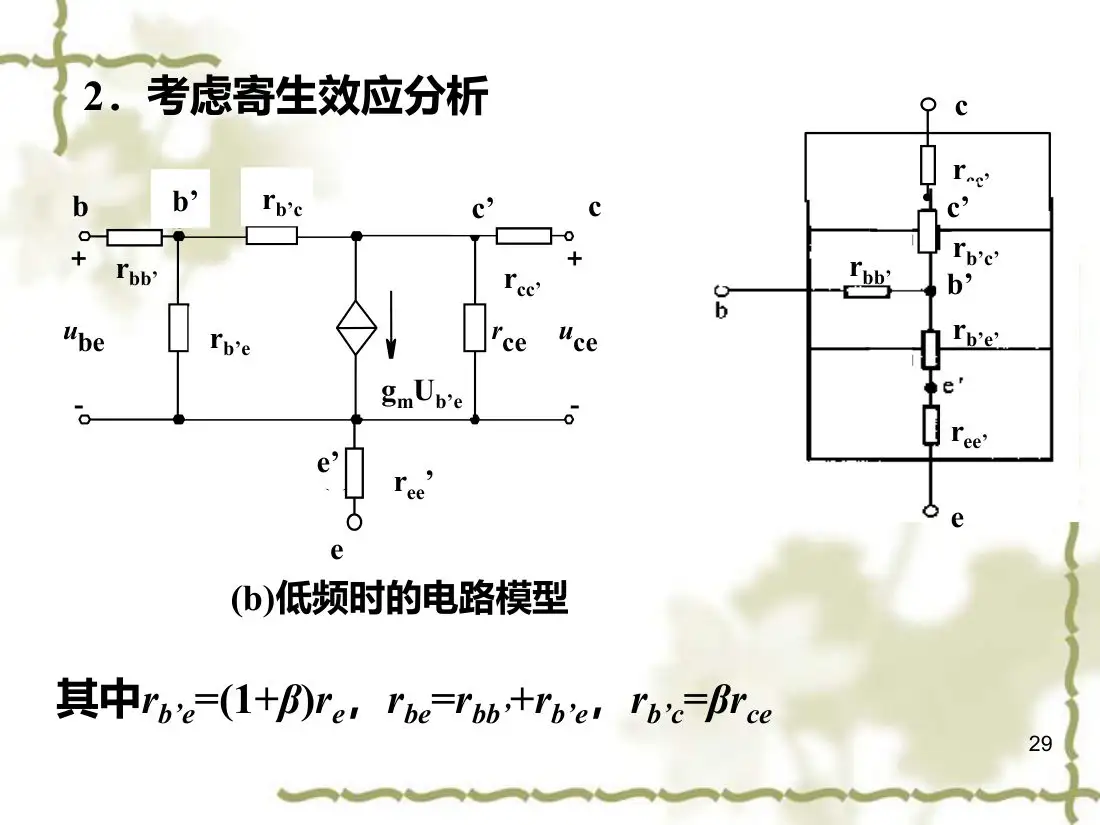 2．考虑寄生效应分析
b b’ r_b’c c’ c
+ r_bb’ r_cc’ +
u_be r_b’e r_ce u_ce
- g_mU_b’e -
e’ r_ee’
e
(b)低频时的电路模型
c
r_cc’
c’
r_b’c’
r_bb’ b’
b
r_b’e’
e'
r_ee’
e
其中r_b’e=(1+β)r_e，r_be=r_bb’+r_b’e，r_b’c=βr_ce
29